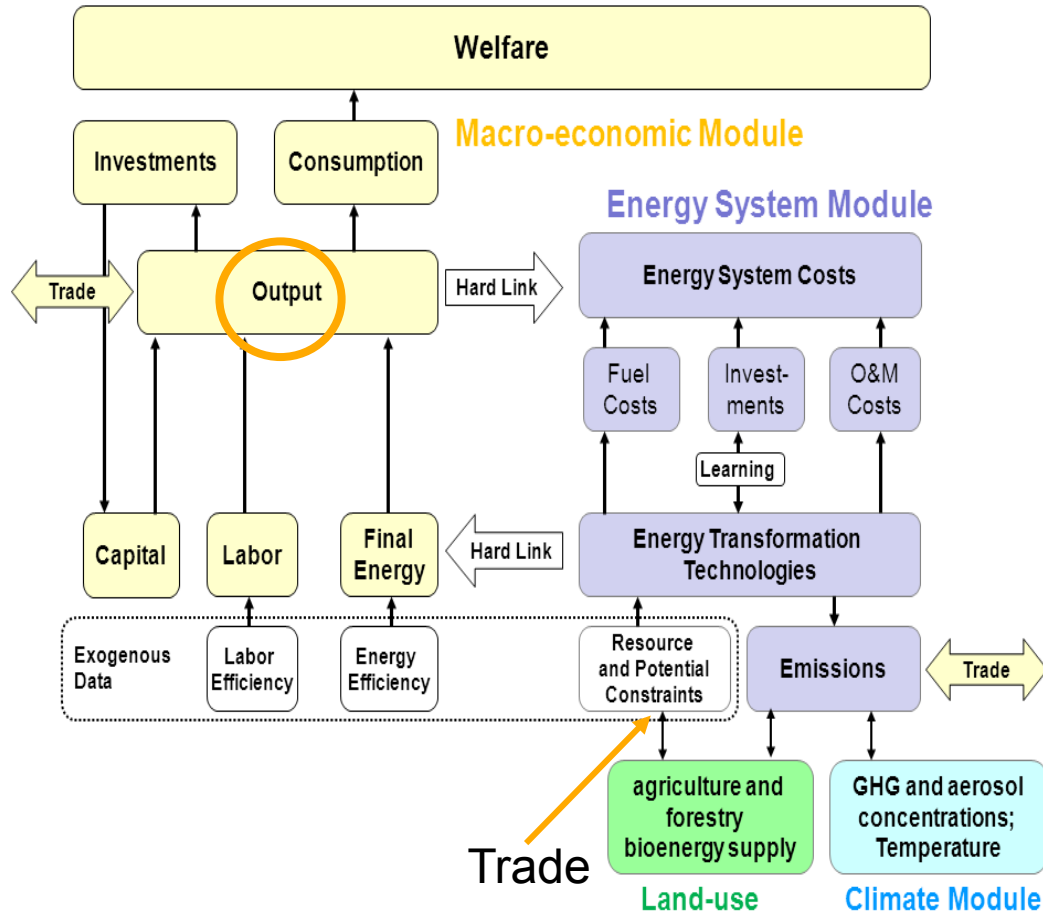 Welfare
Macro-economic Module
Investments
Consumption
Energy System Module
Trade
Output
Hard Link
Energy System Costs
Fuel
Costs
Invest-
ments
O&M
Costs
Learning
Capital
Labor
Final
Energy
Hard Link
Energy Transformation
Technologies
Exogenous
Data
Labor
Efficiency
Energy
Efficiency
Resource
and Potential
Constraints
Emissions
Trade
agriculture and
forestry
bioenergy supply
GHG and aerosol
concentrations;
Temperature
Trade
Land-use
Climate Module